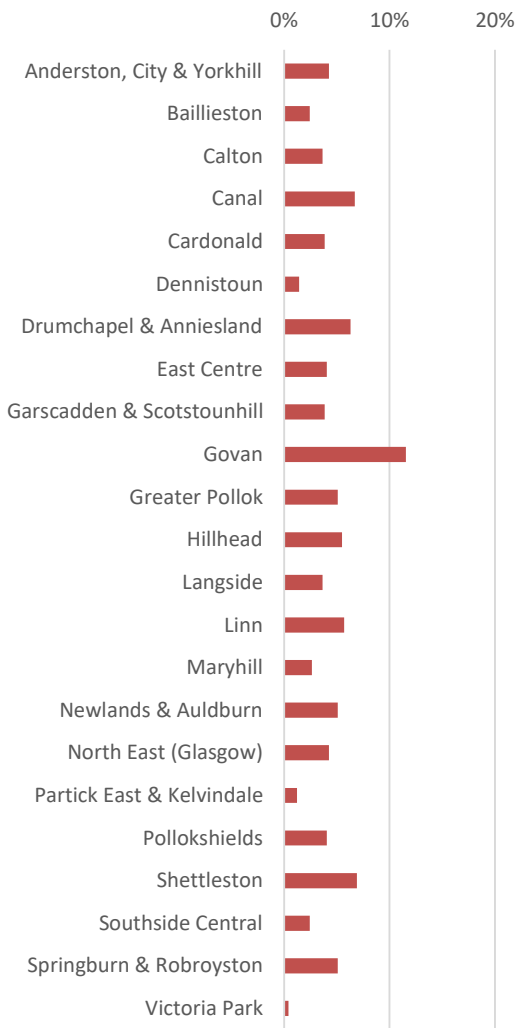 0% 10% 20%
Anderston, City & Yorkhill
Baillieston
Calton
Canal
Cardonald
Dennistoun
Drumchapel & Anniesland
East Centre
Garscadden & Scotstounhill
Govan
Greater Pollok
Hillhead
Langside
Linn
Maryhill
Newlands & Auldburn
North East (Glasgow)
Partick East & Kelvindale
Pollokshields
Shettleston
Southside Central
Springburn & Robroyston
Victoria Park